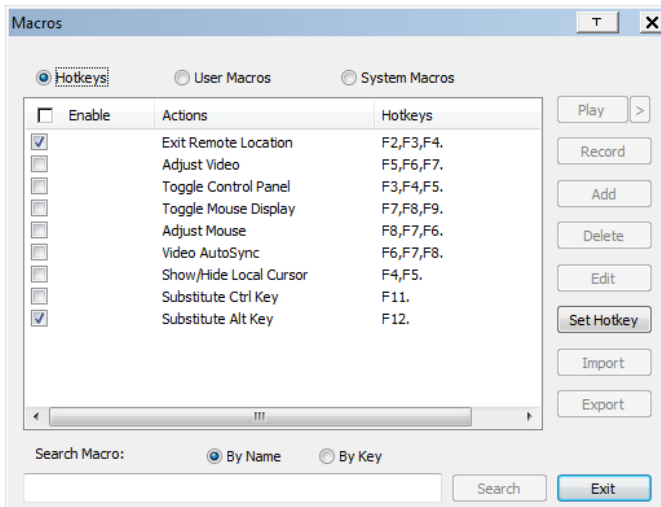 Macros T X
Hotkeys User Macros System Macros
Enable Actions Hotkeys
Play >
Exit Remote Location F2,F3,F4.
Record
Adjust Video F5,F6,F7.
Toggle Control Panel F3,F4,F5.
Add
Toggle Mouse Display F7,F8,F9.
Adjust Mouse F8,F7,F6.
Delete
Video AutoSync F6,F7,F8.
Show/Hide Local Cursor F4,F5.
Edit
Substitute Ctrl Key F11.
Substitute Alt Key F12.
Set Hotkey
Import
Export
Search Macro: By Name By Key
Search Exit